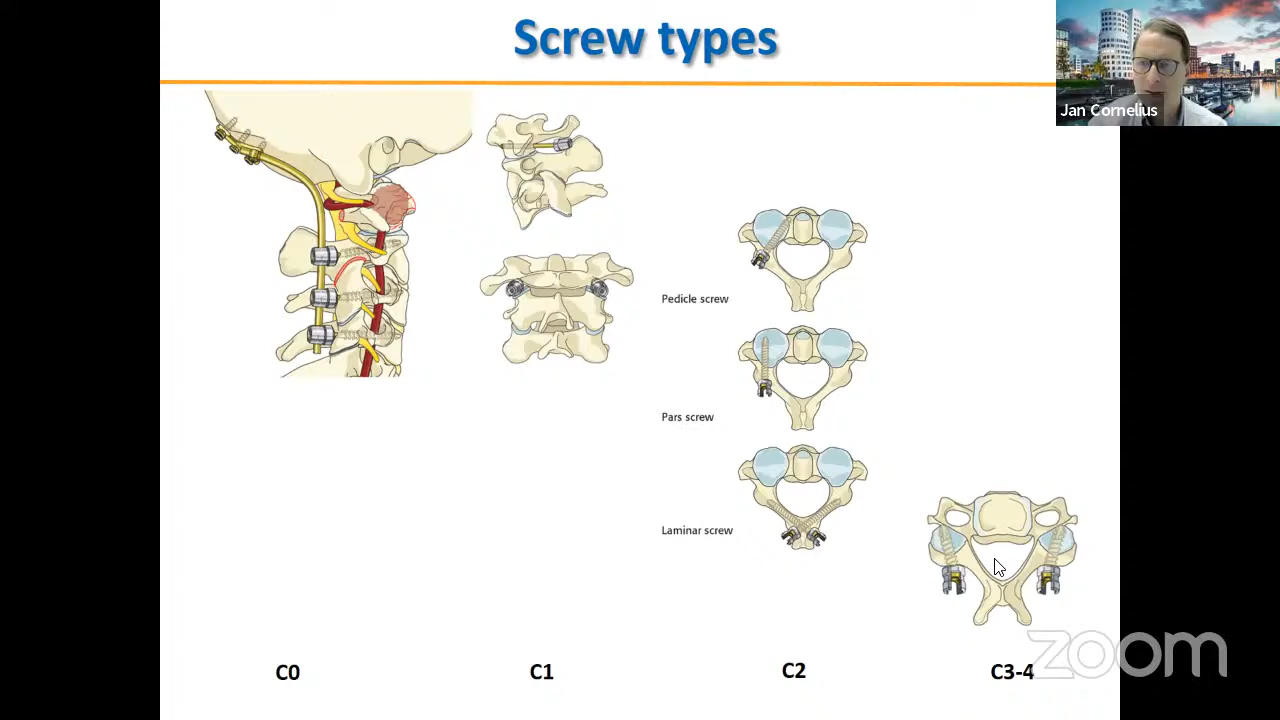 Screw types
Jan Cornelius
Pedicle screw
Pars screw
Laminar screw
C0
C1
C2
C3-4
zoom